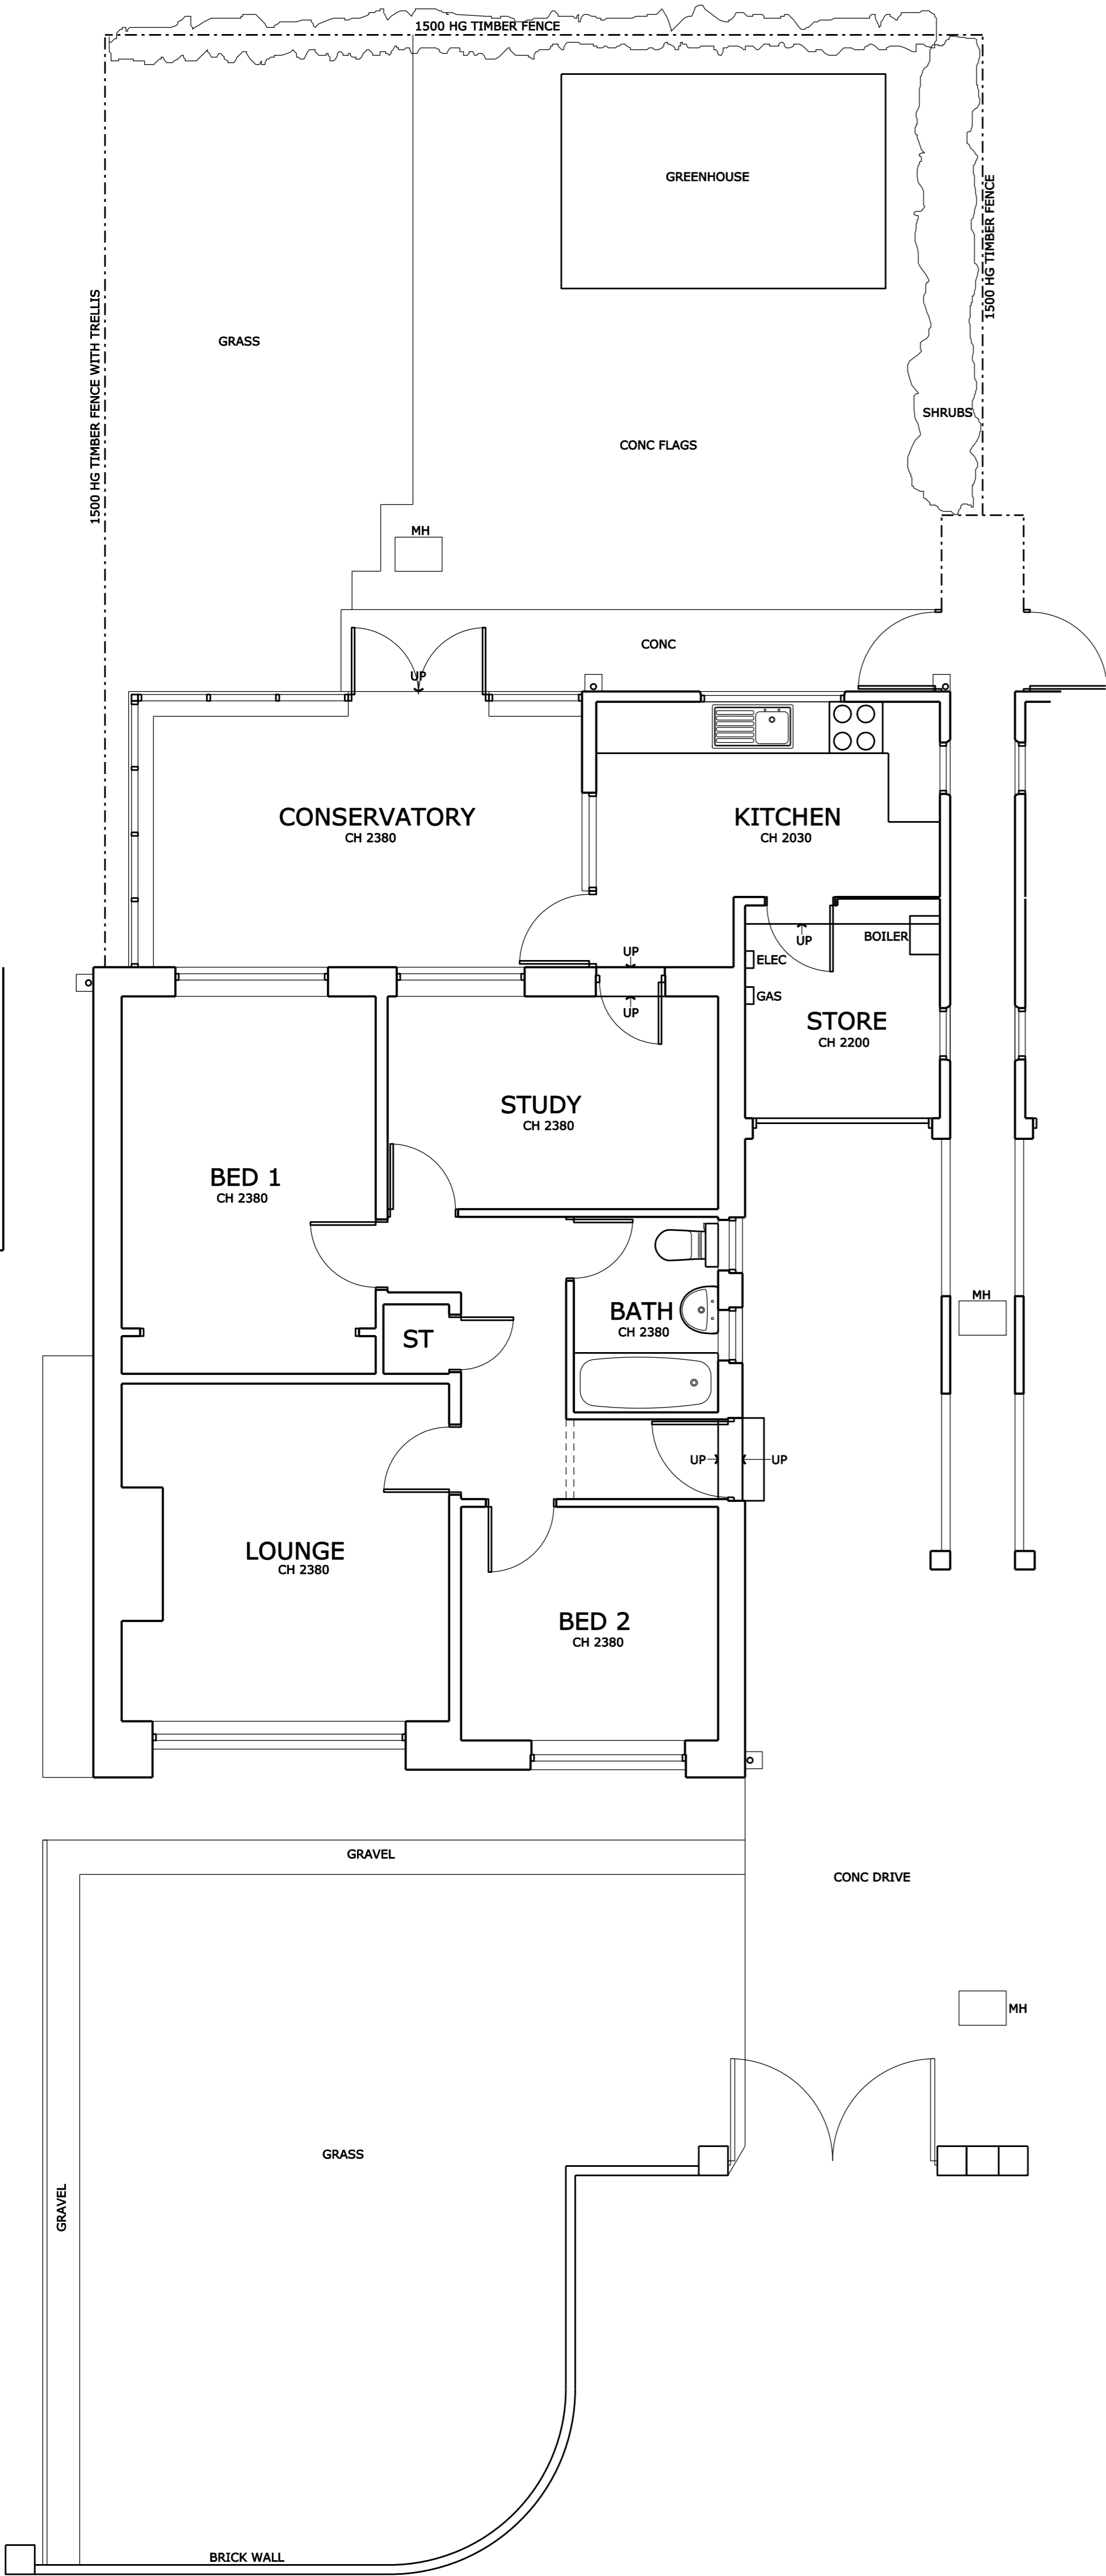 1500 HG TIMBER FENCE
GREENHOUSE
1500 HG TIMBER FENCE
1500 HG TIMBER FENCE WITH TRELLIS
GRASS
SHRUBS
CONC FLAGS
MH
CONC
UP
CONSERVATORY
CH 2380
KITCHEN
CH 2030
UP
BOILER
UP
ELEC
GAS
UP
STORE
CH 2200
STUDY
CH 2380
BED 1
CH 2380
MH
BATH
CH 2380
ST
UP
UP
LOUNGE
CH 2380
BED 2
CH 2380
GRAVEL
CONC DRIVE
MH
GRASS
GRAVEL
BRICK WALL